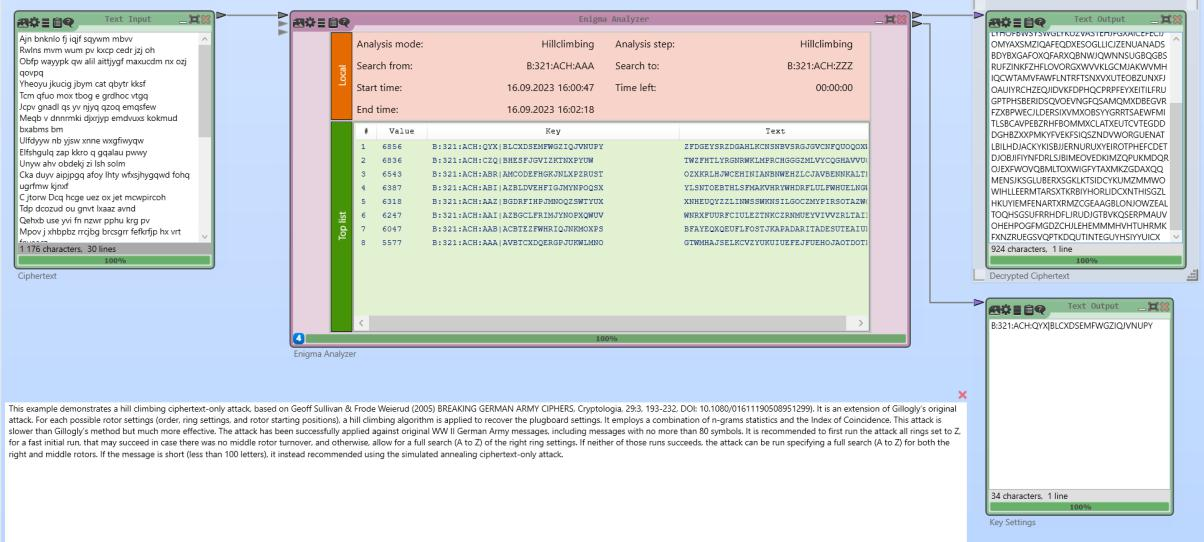 Text Input
Ajn bnknlo fj iqjf sqywm mbvv
Rwlns mvm wum pv kxcp cedr jzj oh
Obfp wayypk qw alil aittjygf maxucdm nx ozj
qovpq
Yheoyu jkucig jbym cat qbytr kksf
Tcm qfuo mox tbog e grdhoc vtgq
Jcpv gnadl qs yv njyq qzoq emqsfew
Meqb v dnnrmki djxrjyp emdvuxs kokmud
bxabms bm
Ulfdyyw nb yjsw xnne wxgfiwyqw
Elfshgulq zap kkro q gqalau pwwy
Unyw ahv obdekj zi lsh solm
Cka duyv aipjpgq afoy lhty wfxsjhygqwd fohq
ugrfmw kjnxf
C jtorw Dcq hcge uez ox jet mcwpircoh
Tdp dcozud ou gnvt lxaaz avnd
Qehxb use yvi fn nzwr pphu krg pv
Mpov j xhbpbz rrcjbg brcsgrr fefkrfjp hx vrt
1 176 characters, 30 lines
100%
Ciphertext
Enigma Analyzer
Local
Analysis mode: Hillclimbing Analysis step: Hillclimbing
Search from: B:321:ACH:AAA Search to: B:321:ACH:ZZZ
Start time: 16.09.2023 16:00:47 Time left: 00:00:00
End time: 16.09.2023 16:02:18
Top list
# Value Key Text
1 6856 B:321:ACH:QYX|BLCXDSEMFWGZIQJVNUPY ZFDGEYSRZDGAHLKCNSNBVSRGJGVCNFQUOQOX
2 6836 B:321:ACH:CZQ|BHESFJGVIZKTNXPYUW TWZFHTLYRGNRWKLMPRCHGGGZMLVYCQGHAVVU
3 6543 B:321:ACH:ABR|AMCODEFHGKJNLXPZRUST OZXKRLHJWCEHINIANBNWEHZLCJAVBENNKALT
4 6387 B:321:ACH:ABI|AZBLDVEHFIGJMYNPOQSX YLSNTOEBTHLSFMAKVHRYWHDRFLULFWHUELNG
5 6318 B:321:ACH:AAZ|BGDRFIHPJMNOQZSWTYUX XNHEUQYZZLINWSSWKNSILGOCZMYPIRSOTAZW
6 6247 B:321:ACH:AAI|AZBGCLFRIMJYNOPXQWUV WNRXFUURFCIULEZTNKCZRNMUEYVIVVZRLTAI
7 6047 B:321:ACH:AAQ|ACBTEZFWHRIQJNKMOXPS BFAYEQXQEUFLFOSTJKAPADARITADESUTEAIU
8 5577 B:321:ACH:AAA|AVBTCXDQERGPJUKWLMNO GTWMHAJSELKCVZYUKUIUEFEJFUEHOJAOTDOT
4
100%
Enigma Analyzer
Text Output
OMYAXSMZIQAFEQDXESOGLLICJZENUANADS
BDYBXGAFOXQFARXQBNWJQWNNSUGBQGBS
RUFZINKFZHFLOVORGXWVVKLGCMJAKWVMH
IQCWTAMVFAWFLNTRFTSNXVXUTEOBZUNXFJ
OAUIYRCHZEQJIDVKFDPHQCPRPFEYXEITILFRU
GPTPHSBERIDSQVOEVNGFQSAMQMXDBEGVR
FZXBPWECJLDERSIXVMXOBSYYGRRTSAEWFMI
TLSBCAVPEBZRHFBOMMXCLATXEUTCVTEGDD
DGHBZXXPMKYFVEKFSIQSZNDVWORGUENAT
LBILHDJACKYKISBJJERNURUXYEIROTPHEFCDET
DJOBJIFIYNFDRLSJBIMEOVEDKIMZQPUKMDQR
OJEXFWOVQBMLTOXWIGFYTAXMKZGDAXQQ
MENSJKSGLUBERXSGKLKTSIDCYKUMZMMWO
WIHLLEERMTARSXTKRBIYHORLIDCXNTHISGZL
HKUYIEMFENARTXRMZCGEAAGBLONJOWZEAL
TOQHSGSUFRRHDFLJRUDJGTBVKQSERPMAUV
OHEHPOGFMGDZCHJLEHEMMMHVHTUHRMK
FXNZRUEGSVQPTKDQUTINTEGUYHSIYYUICX
924 characters, 1 line
100%
Decrypted Ciphertext
Text Output
B:321:ACH:QYX|BLCXDSEMFWGZIQJVNUPY
34 characters, 1 line
100%
Key Settings
This example demonstrates a hill climbing ciphertext-only attack, based on Geoff Sullivan & Frode Weierud (2005) BREAKING GERMAN ARMY CIPHERS, Cryptologia, 29:3, 193-232, DOI: 10.1080/01611190508951299). It is an extension of Gillogly's original
attack. For each possible rotor settings (order, ring settings, and rotor starting positions), a hill climbing algorithm is applied to recover the plugboard settings. It employs a combination of n-grams statistics and the Index of Coincidence. This attack is
slower than Gillogly's method but much more effective. The attack has been successfully applied against original WW II German Army messages, including messages with no more than 80 symbols. It is recommended to first run the attack all rings set to Z,
for a fast initial run, that may succeed in case there was no middle rotor turnover, and otherwise, allow for a full search (A to Z) of the right ring settings. If neither of those runs succeeds, the attack can be run specifying a full search (A to Z) for both the
right and middle rotors. If the message is short (less than 100 letters), it instead recommended using the simulated annealing ciphertext-only attack.